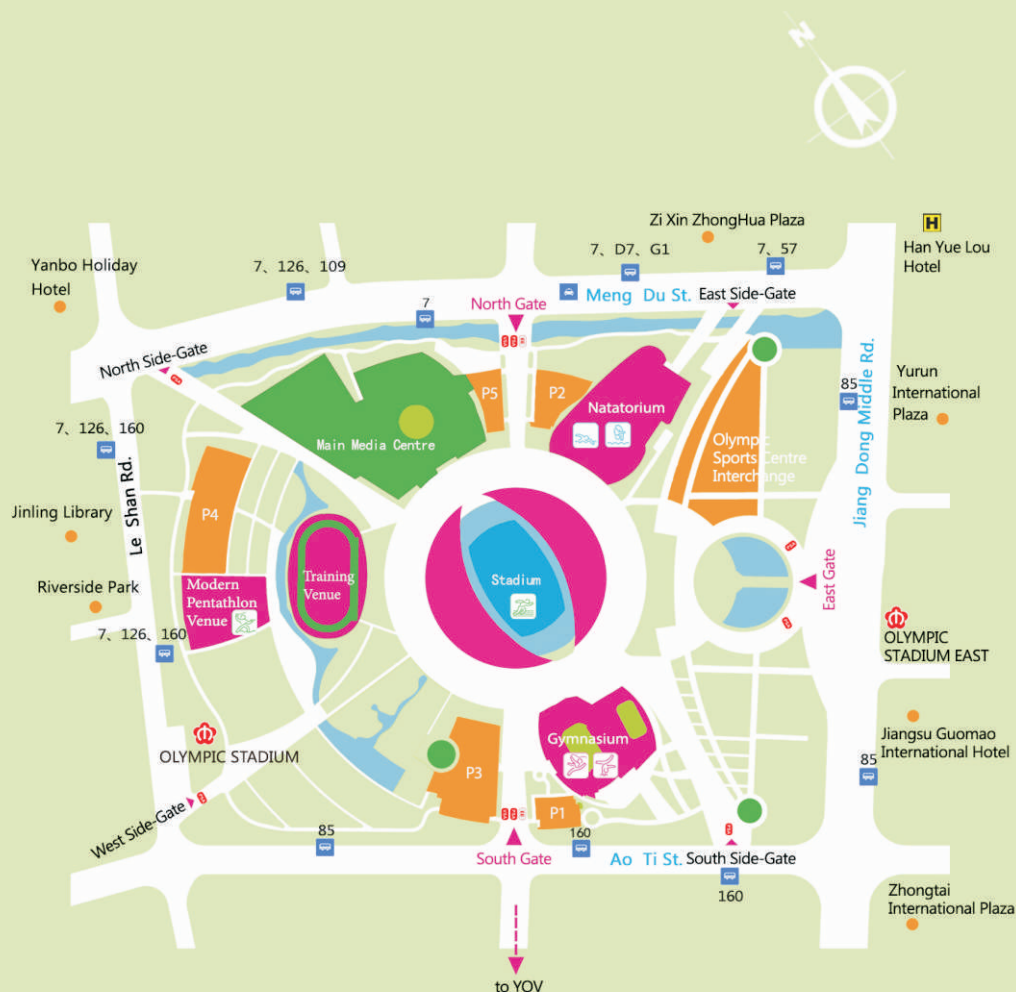 N
Zi Xin ZhongHua Plaza
H
Yanbo Holiday
Hotel
7、126、109
7、D7、G1
7、57
Han Yue Lou
Hotel
Meng Du St.
East Side-Gate
7
North Gate
North Side-Gate
Jiang Dong Middle Rd.
85
Yurun
International
Plaza
P5
P2
Natatorium
7、126、160
Main Media Centre
Olympic
Sports Centre
Interchange
Le Shan Rd.
P4
Jinling Library
Riverside Park
Modern
Pentathlon
Venue
Training
Venue
Stadium
East Gate
7、126、160
OLYMPIC
STADIUM EAST
OLYMPIC STADIUM
Gymnasium
Jiangsu Guomao
International Hotel
85
P3
P1
West Side-Gate
85
160
South Gate
Ao Ti St.
South Side-Gate
160
Zhongtai
International Plaza
to YOV